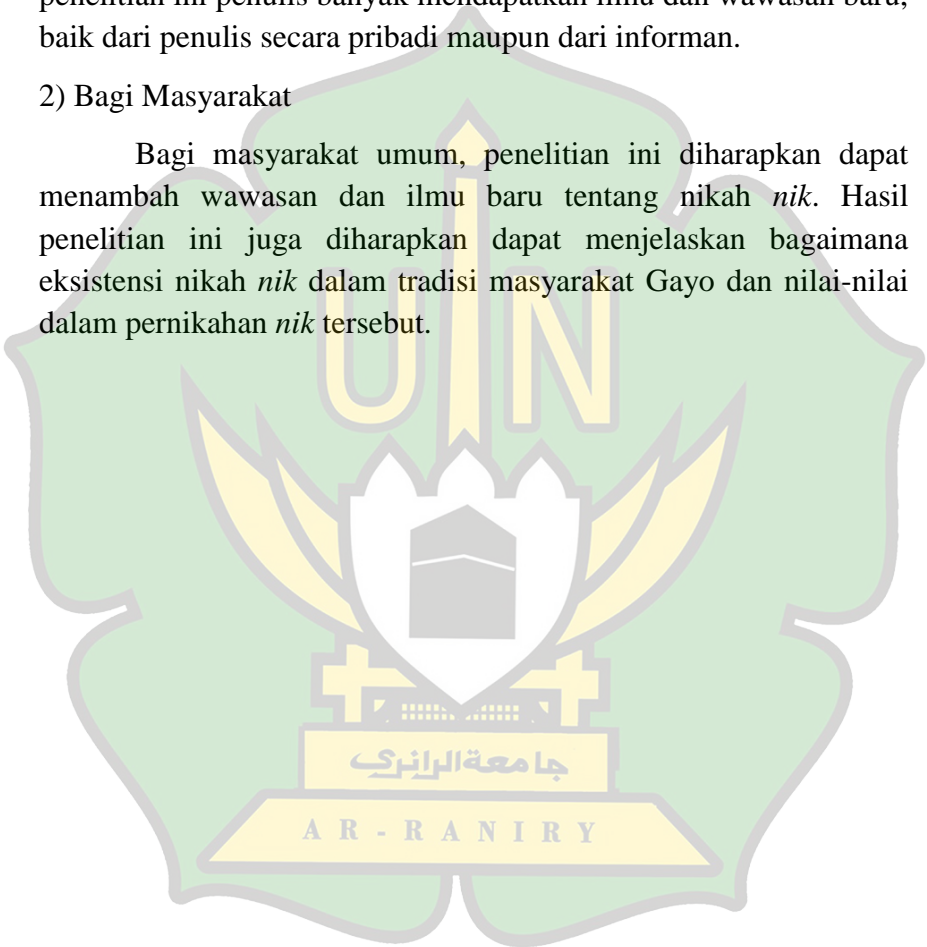 penelitian ini penulis banyak mendapatkan ilmu dan wawasan baru,
baik dari penulis secara pribadi maupun dari informan.
2) Bagi Masyarakat
Bagi masyarakat umum, penelitian ini diharapkan dapat
menambah wawasan dan ilmu baru tentang nikah nik. Hasil
penelitian ini juga diharapkan dapat menjelaskan bagaimana
eksistensi nikah nik dalam tradisi masyarakat Gayo dan nilai-nilai
dalam pernikahan nik tersebut.
UIN
جامعةالرانري
AR-RANIRY